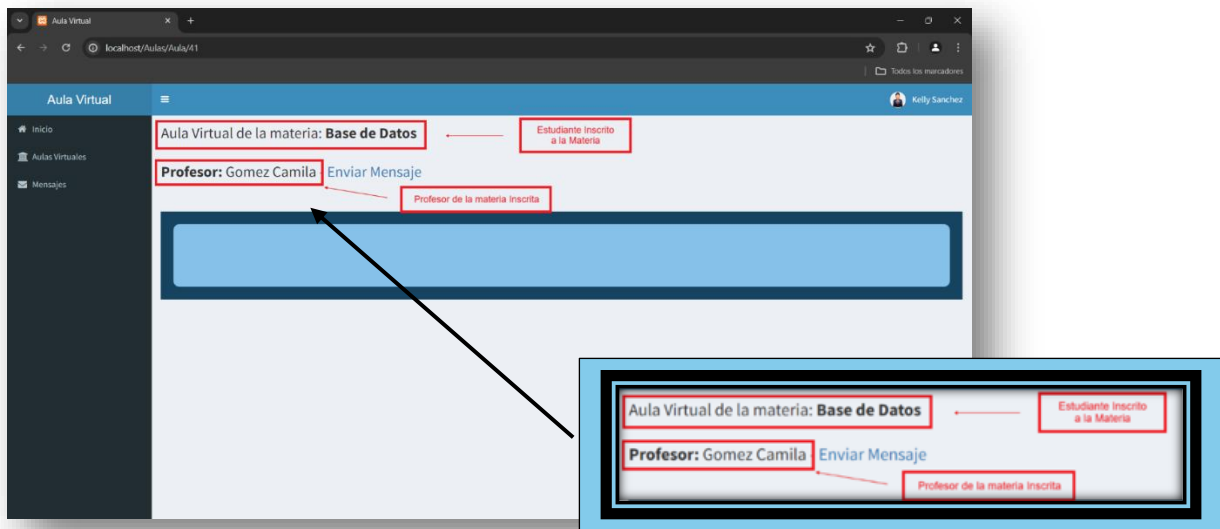 Aula Virtual
localhost/Aulas/Aula/41
Todos los marcadores
Aula Virtual
Kelly Sanchez
Inicio
Aulas Virtuales
Mensajes
Aula Virtual de la materia: Base de Datos
Estudiante Inscrito
a la Materia
Profesor: Gomez Camila - Enviar Mensaje
Profesor de la materia Inscrita
Aula Virtual de la materia: Base de Datos
Estudiante Inscrito
a la Materia
Profesor: Gomez Camila Enviar Mensaje
Profesor de la materia Inscrita